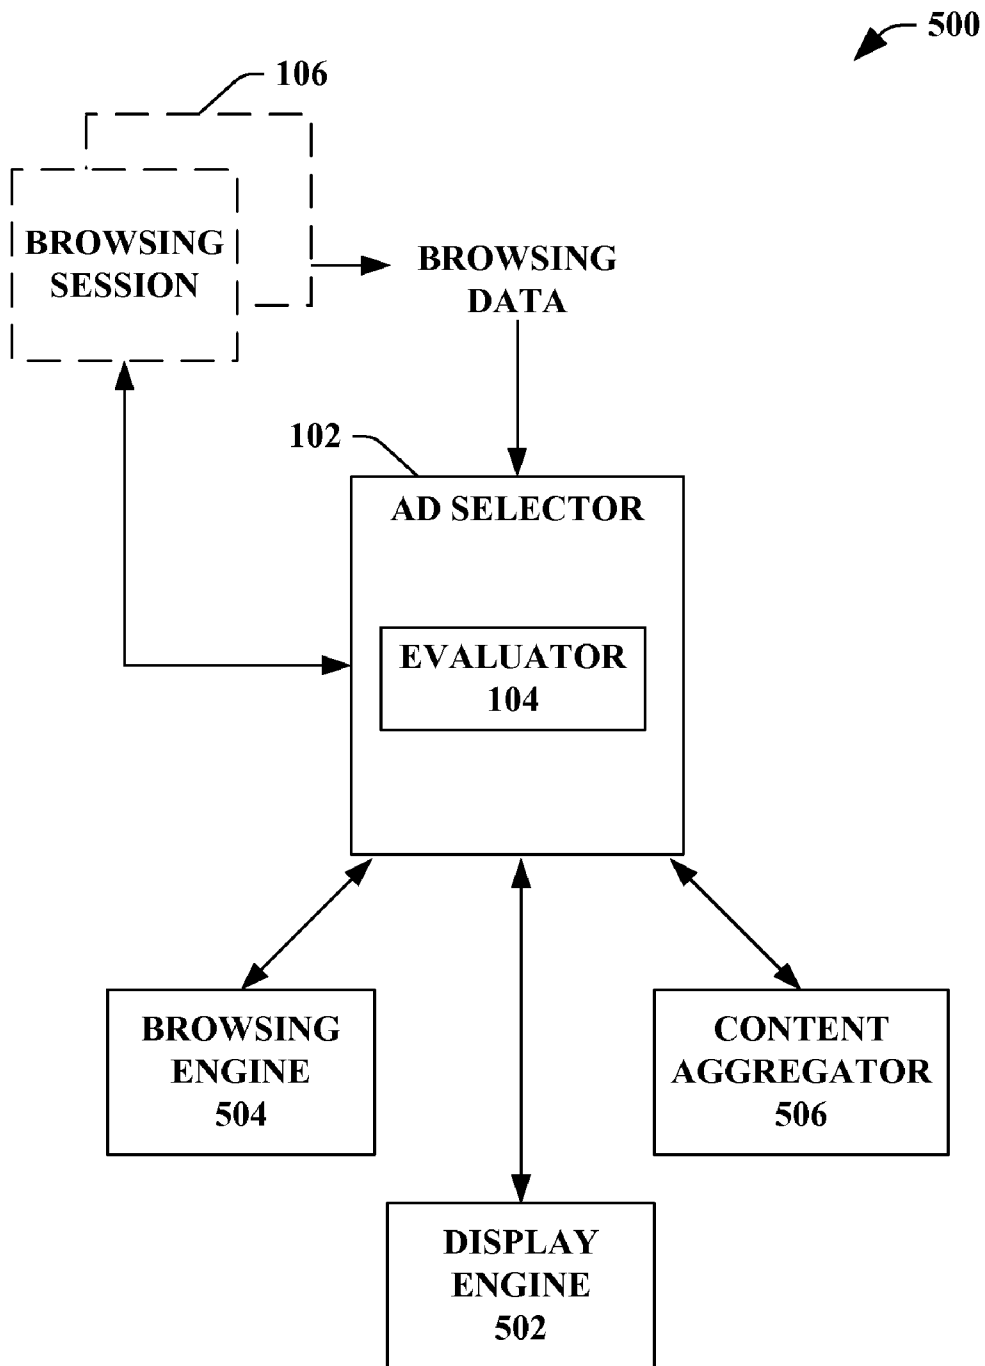 500
106
BROWSING
SESSION
BROWSING
DATA
102
AD SELECTOR
EVALUATOR
104
BROWSING
ENGINE
504
CONTENT
AGGREGATOR
506
DISPLAY
ENGINE
502